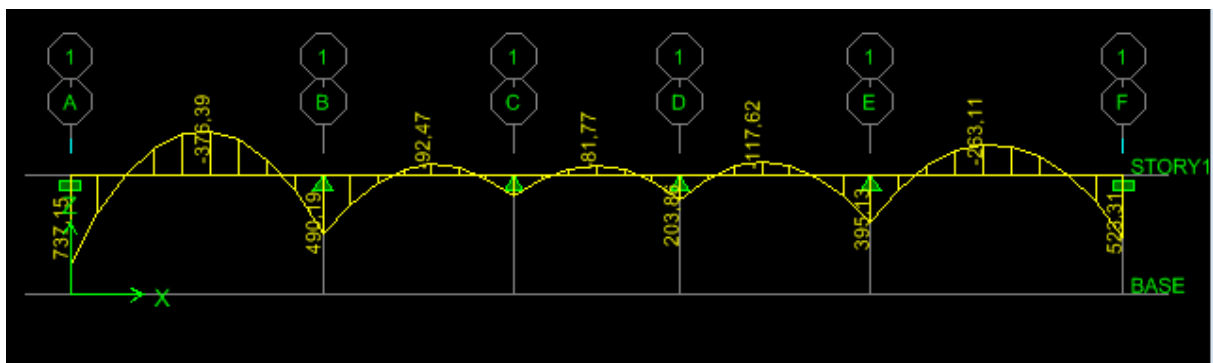 1 1 1 1 1 1
A B C D E F
-376,39 -92,47 -81,77 -117,62 -263,11
STORY1
737,15 490,19 203,86 395,13 523,31
X
BASE